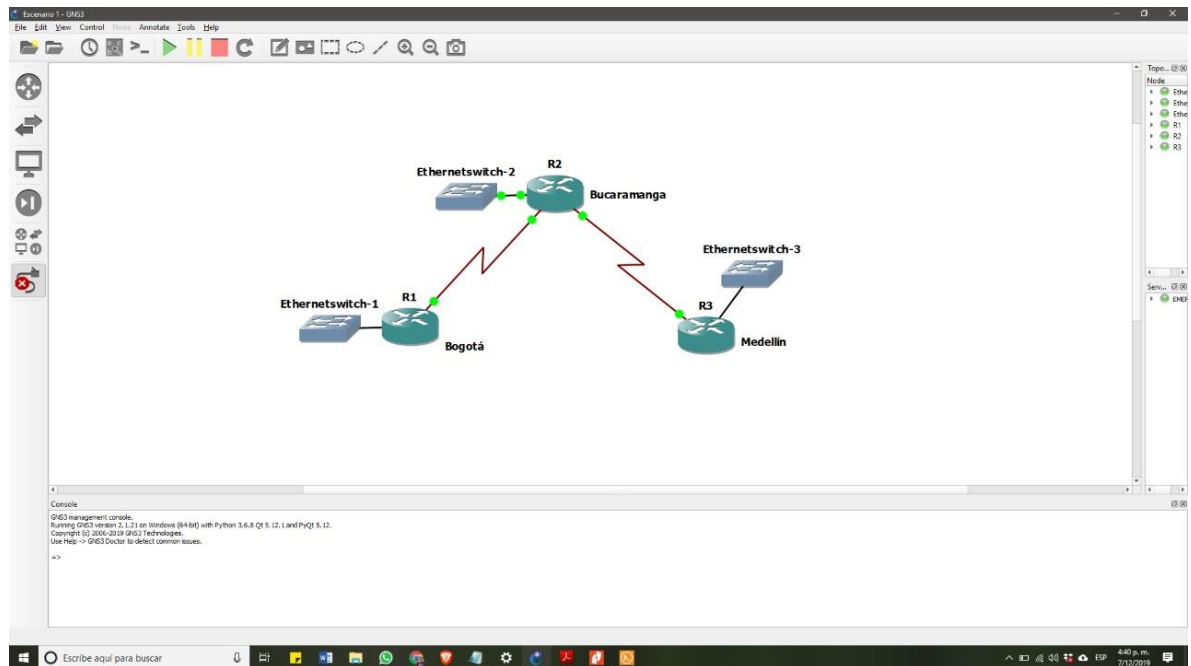 Escenario 1 - GNS3
File Edit View Control Node Annotate Tools Help
Topo...
Node
Ethe
Ethe
Ethe
R1
R2
R3
R2
Ethernetswitch-2
Bucaramanga
Ethernetswitch-3
R1
Ethernetswitch-1
R3
Bogotá
Medellín
Serv...
Console
GNS3 management console.
Running GNS3 version 2.1.21 on Windows (64-bit) with Python 3.6.8 Qt 5.12.1 and PyQt 5.12.
Copyright (c) 2006-2019 GNS3 Technologies.
Use Help -> GNS3 Doctor to detect common issues.
=>
Escribe aquí para buscar
ESP
4:40 p. m.
7/12/2019